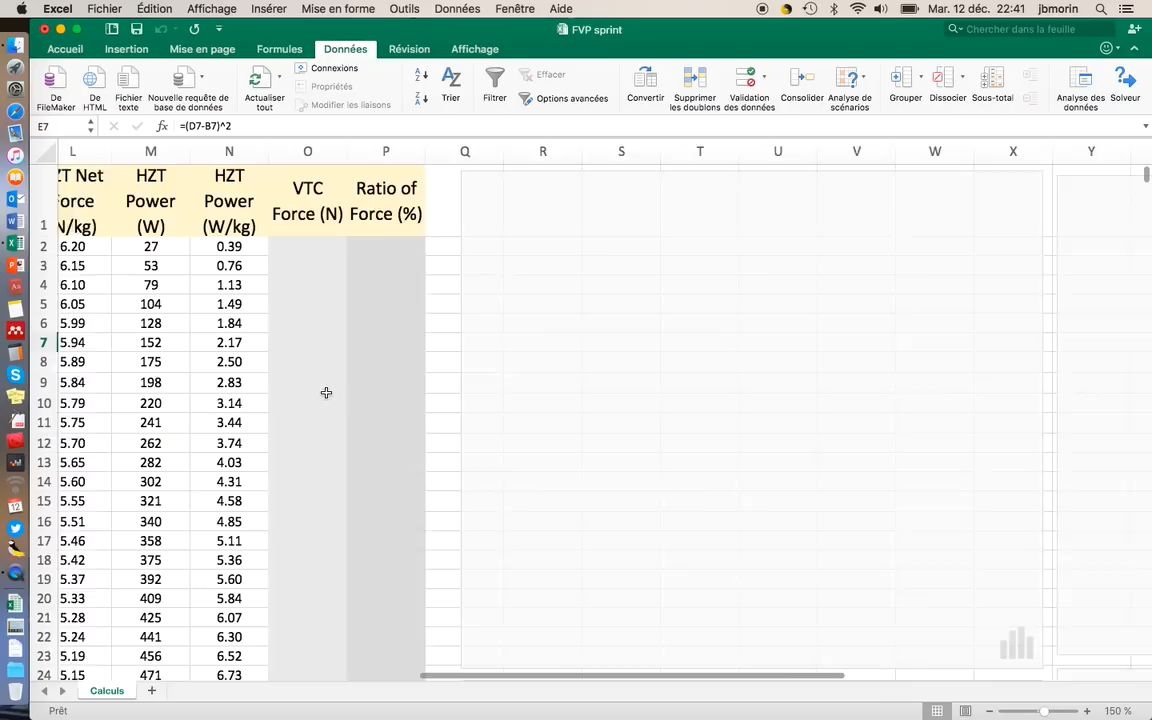 Excel Fichier Édition Affichage Insérer Mise en forme Outils Données Fenêtre Aide Mar. 12 déc. 22:41 jbmorin
FVP sprint Chercher dans la feuille
Accueil Insertion Mise en page Formules Données Révision Affichage
De FileMaker
De HTML
Fichier texte
Nouvelle requête de base de données
Actualiser tout
Connexions
Propriétés
Modifier les liaisons
Trier
Filtrer
Effacer
Options avancées
Convertir
Supprimer les doublons
Validation des données
Consolider
Analyse de scénarios
Grouper
Dissocier
Sous-total
Analyse des données
Solveur
E7 fx =(D7-B7)^2
L M N O P Q R S T U V W X Y
1 ZT Net Force N/kg) HZT Power (W) HZT Power (W/kg) VTC Force (N) Ratio of Force (%)
2 6.20 27 0.39
3 6.15 53 0.76
4 6.10 79 1.13
5 6.05 104 1.49
6 5.99 128 1.84
7 5.94 152 2.17
8 5.89 175 2.50
9 5.84 198 2.83
10 5.79 220 3.14
11 5.75 241 3.44
12 5.70 262 3.74
13 5.65 282 4.03
14 5.60 302 4.31
15 5.55 321 4.58
16 5.51 340 4.85
17 5.46 358 5.11
18 5.42 375 5.36
19 5.37 392 5.60
20 5.33 409 5.84
21 5.28 425 6.07
22 5.24 441 6.30
23 5.19 456 6.52
24 5.15 471 6.73
Calculs +
Prêt 150 %